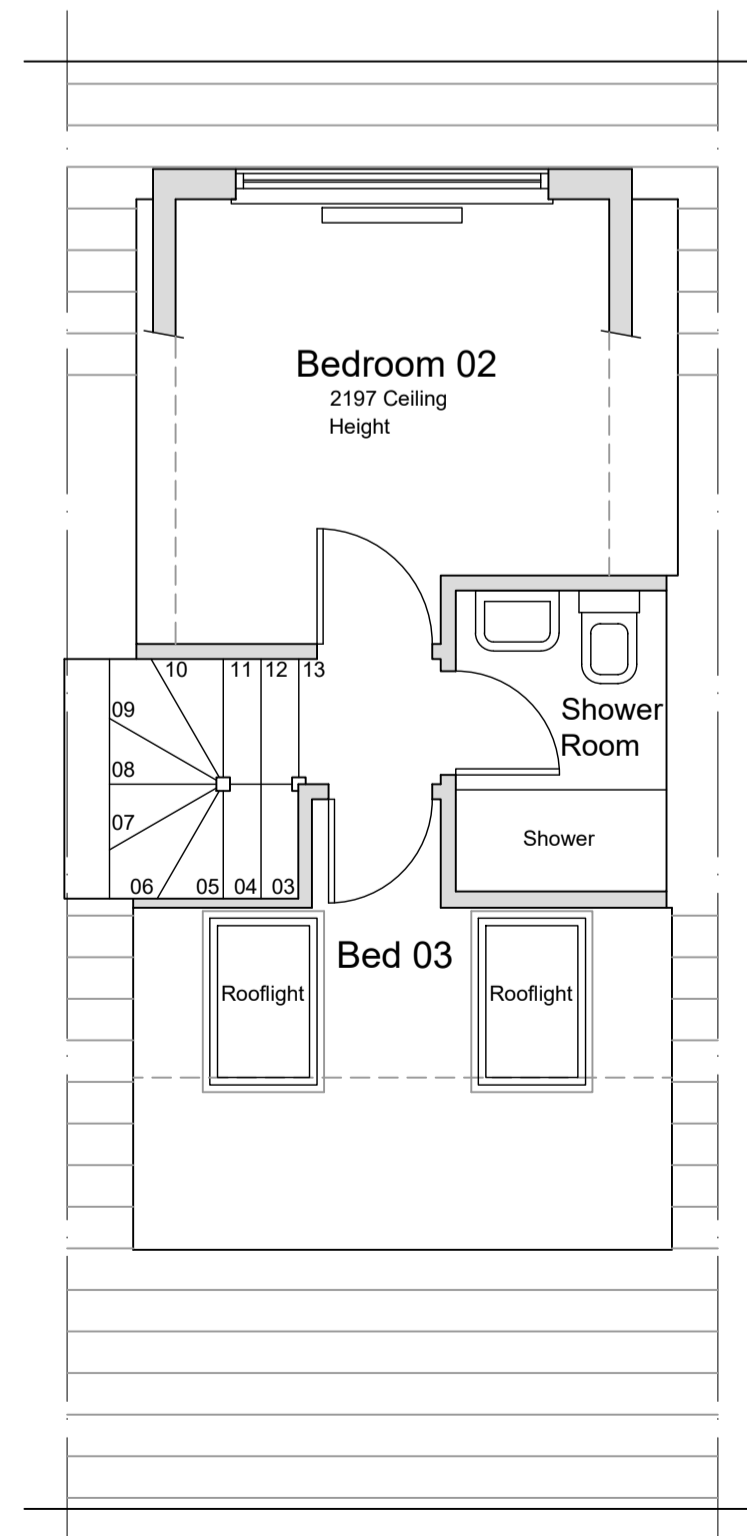 Bedroom 02
2197 Ceiling
Height
10
11
12
13
09
08
07
06
05
04
03
Shower
Room
Shower
Bed 03
Rooflight
Rooflight